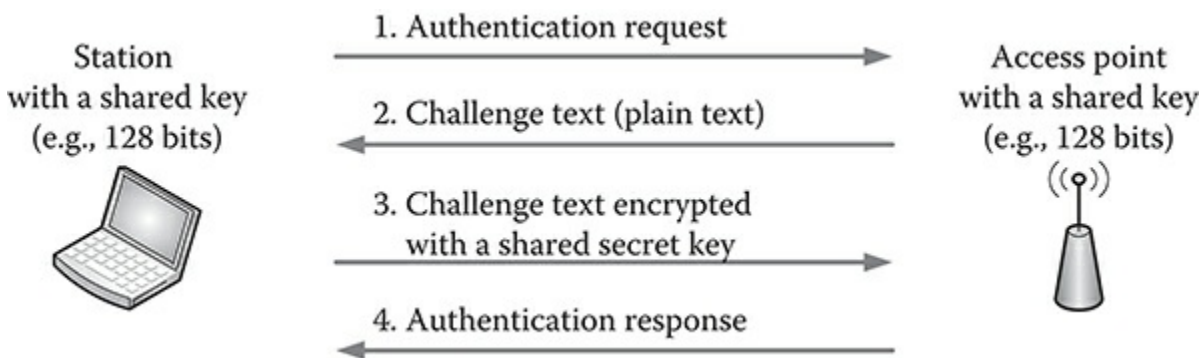 Station
with a shared key
(e.g., 128 bits)
1. Authentication request
2. Challenge text (plain text)
3. Challenge text encrypted
with a shared secret key
4. Authentication response
Access point
with a shared key
(e.g., 128 bits)